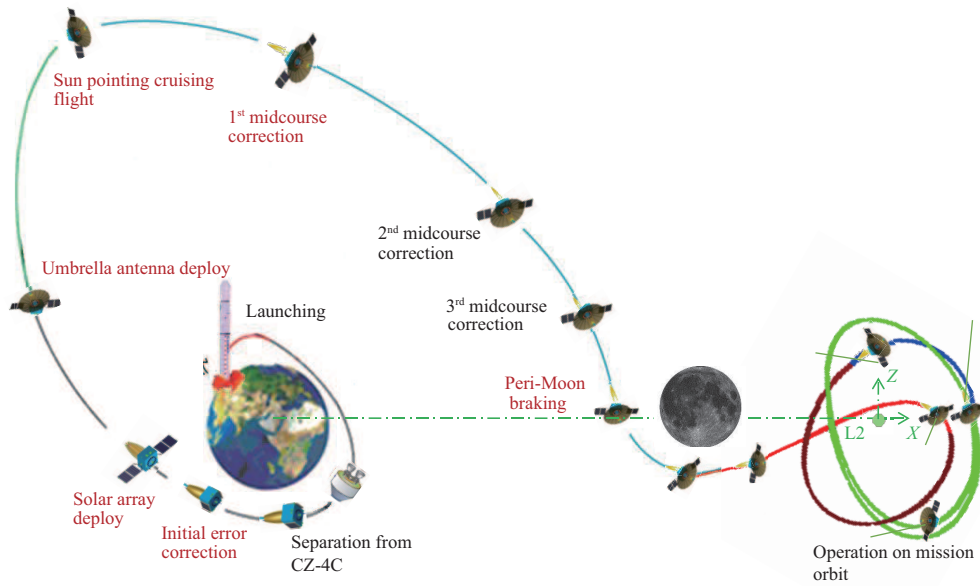 Sun pointing cruising
flight
1st midcourse
correction
2nd midcourse
correction
Umbrella antenna deploy
Launching
3rd midcourse
correction
Peri-Moon
braking
Z
L2
X
Solar array
deploy
Initial error
correction
Separation from
CZ-4C
Operation on mission
orbit